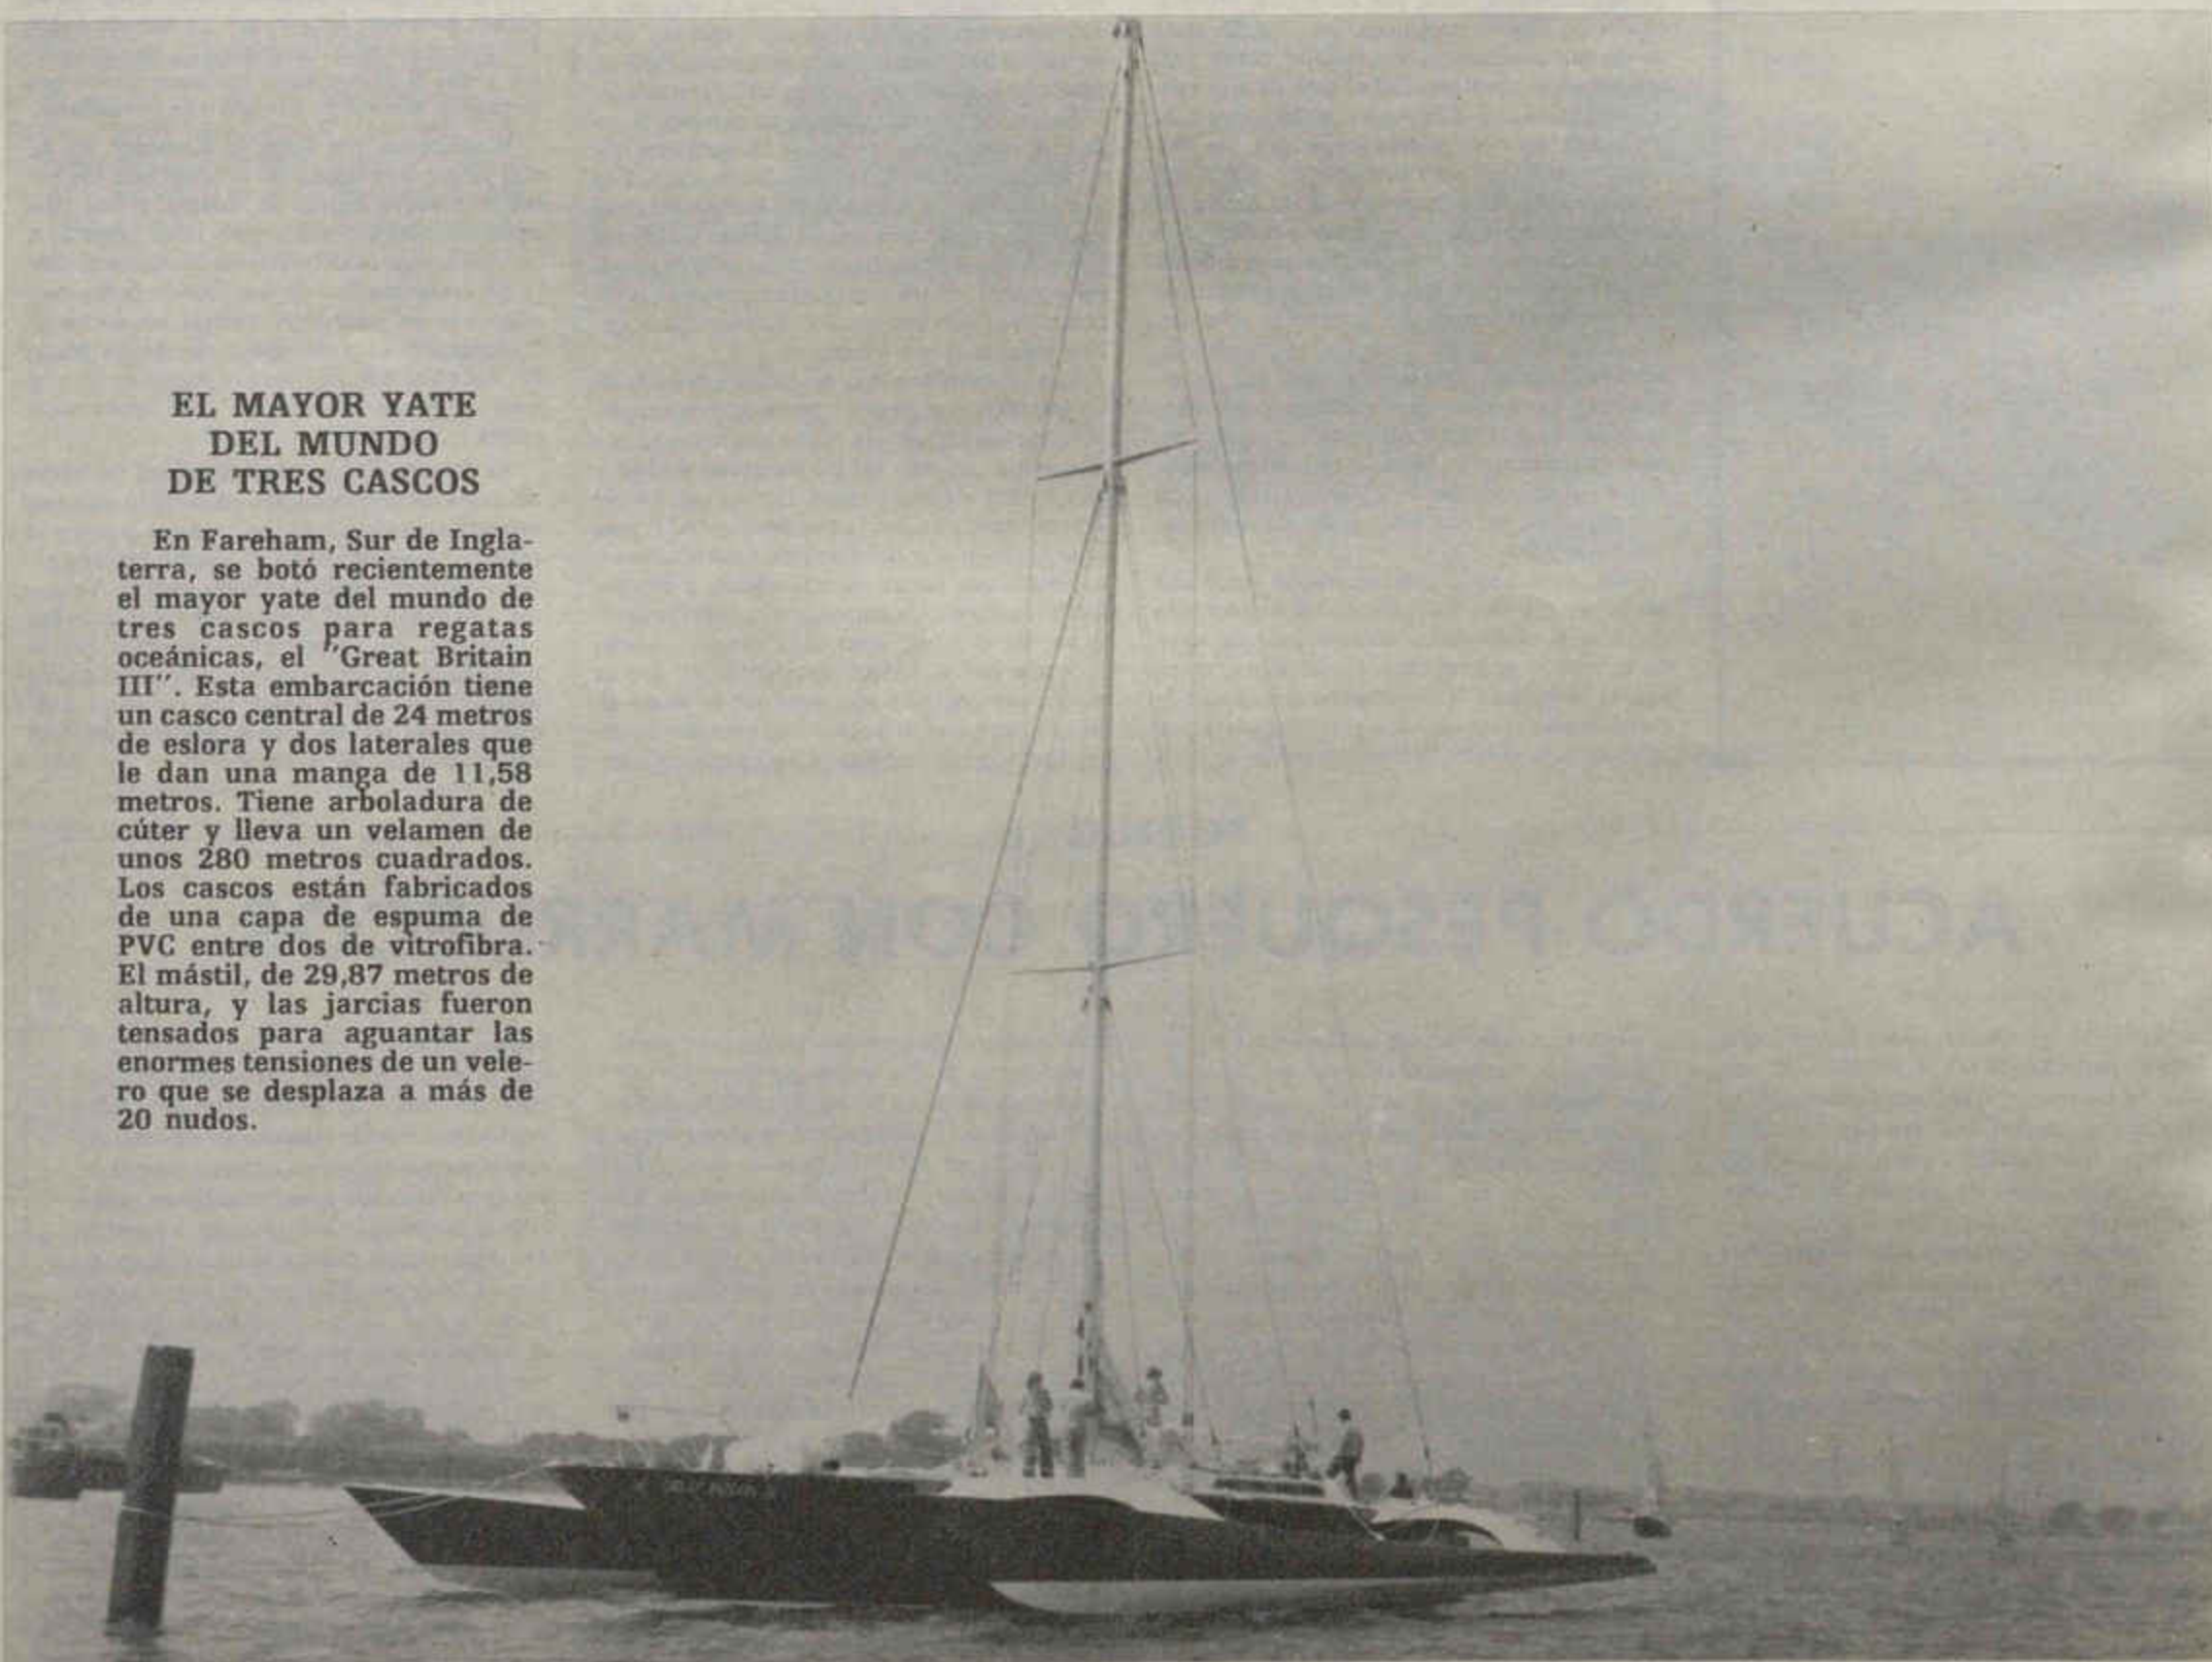 EL MAYOR YATE
DEL MUNDO
DE TRES CASCOS
En Fareham, Sur de Ingla-
terra, se botó recientemente
el mayor yate del mundo de
tres cascos para regatas
oceánicas, el "Great Britain
III". Esta embarcación tiene
un casco central de 24 metros
de eslora y dos laterales que
le dan una manga de 11,58
metros. Tiene arboladura de
cúter y lleva un velamen de
unos 280 metros cuadrados.
Los cascos están fabricados
de una capa de espuma de
PVC entre dos de vitrofibra.
El mástil, de 29,87 metros de
altura, y las jarcias fueron
tensados para aguantar las
enormes tensiones de un vele-
ro que se desplaza a más de
20 nudos.